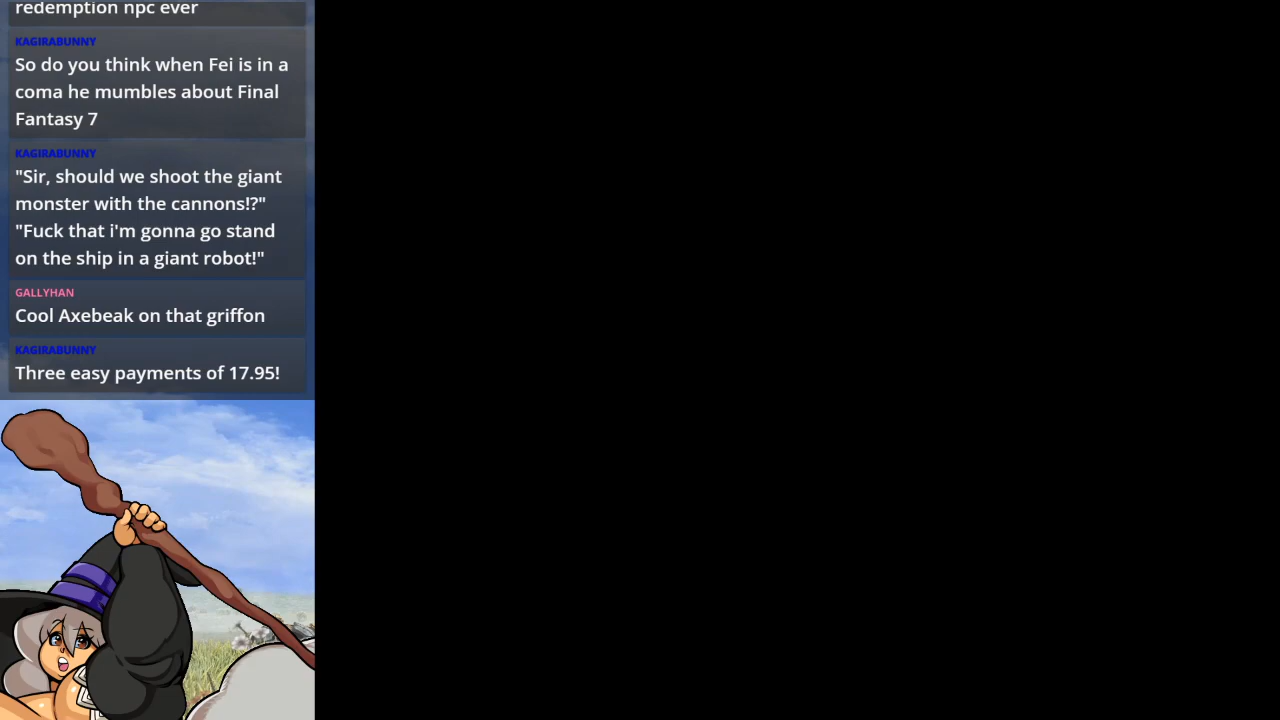 redemption npc ever
KAGIRABUNNY
So do you think when Fei is in a
coma he mumbles about Final
Fantasy 7
KAGIRABUNNY
"Sir, should we shoot the giant
monster with the cannons!?"
"Fuck that i'm gonna go stand
on the ship in a giant robot!"
GALLYHAN
Cool Axebeak on that griffon
KAGIRABUNNY
Three easy payments of 17.95!